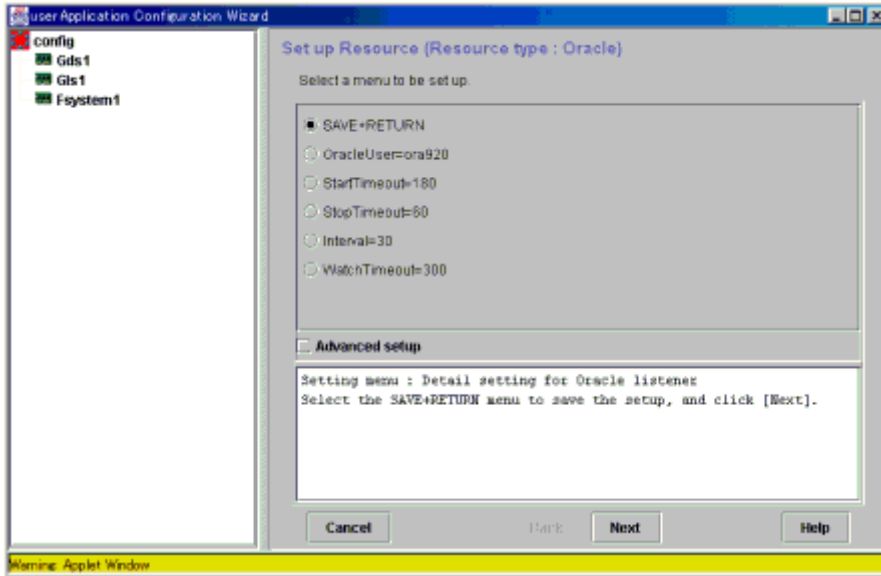 userApplication Configuration Wizard
config
Gds1
Gls1
Fsystem1
Set up Resource (Resource type : Oracle)
Select a menu to be set up.
SAVE+RETURN
OracleUser=ora920
StartTimeout=180
StopTimeout=60
Interval=30
WatchTimeout=300
Advanced setup
Setting menu : Detail setting for Oracle listener
Select the SAVE+RETURN menu to save the setup, and click [Next].
Cancel
Back
Next
Help
Warning: Applet Window